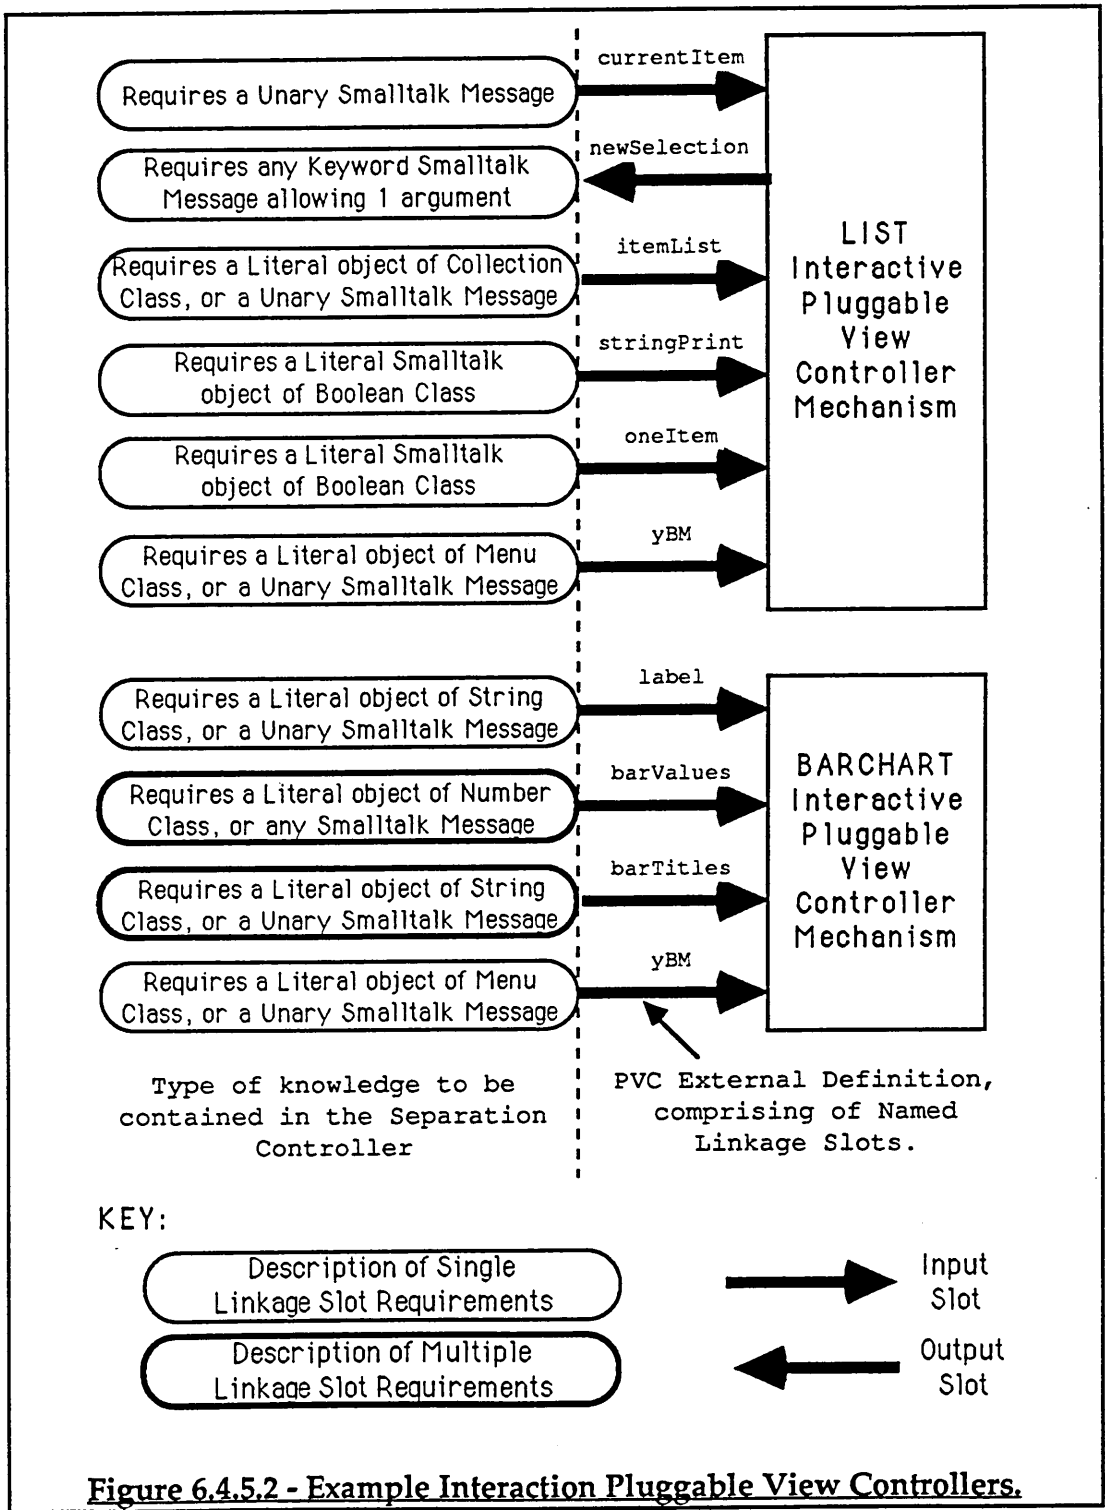 currentItem
Requires a Unary Smalltalk Message
newSelection
Requires any Keyword Smalltalk
Message allowing 1 argument
itemList
Requires a Literal object of Collection
Class, or a Unary Smalltalk Message
stringPrint
Requires a Literal Smalltalk
object of Boolean Class
oneItem
Requires a Literal Smalltalk
object of Boolean Class
yBM
Requires a Literal object of Menu
Class, or a Unary Smalltalk Message
LIST
Interactive
Pluggable
View
Controller
Mechanism
label
Requires a Literal object of String
Class, or a Unary Smalltalk Message
barValues
Requires a Literal object of Number
Class, or any Smalltalk Message
barTitles
Requires a Literal object of String
Class, or a Unary Smalltalk Message
yBM
Requires a Literal object of Menu
Class, or a Unary Smalltalk Message
BARCHART
Interactive
Pluggable
View
Controller
Mechanism
Type of knowledge to be
contained in the Separation
Controller
PVC External Definition,
comprising of Named
Linkage Slots.
KEY:
Description of Single
Linkage Slot Requirements
Input
Slot
Description of Multiple
Linkage Slot Requirements
Output
Slot
Figure 6.4.5.2 - Example Interaction Pluggable View Controllers.